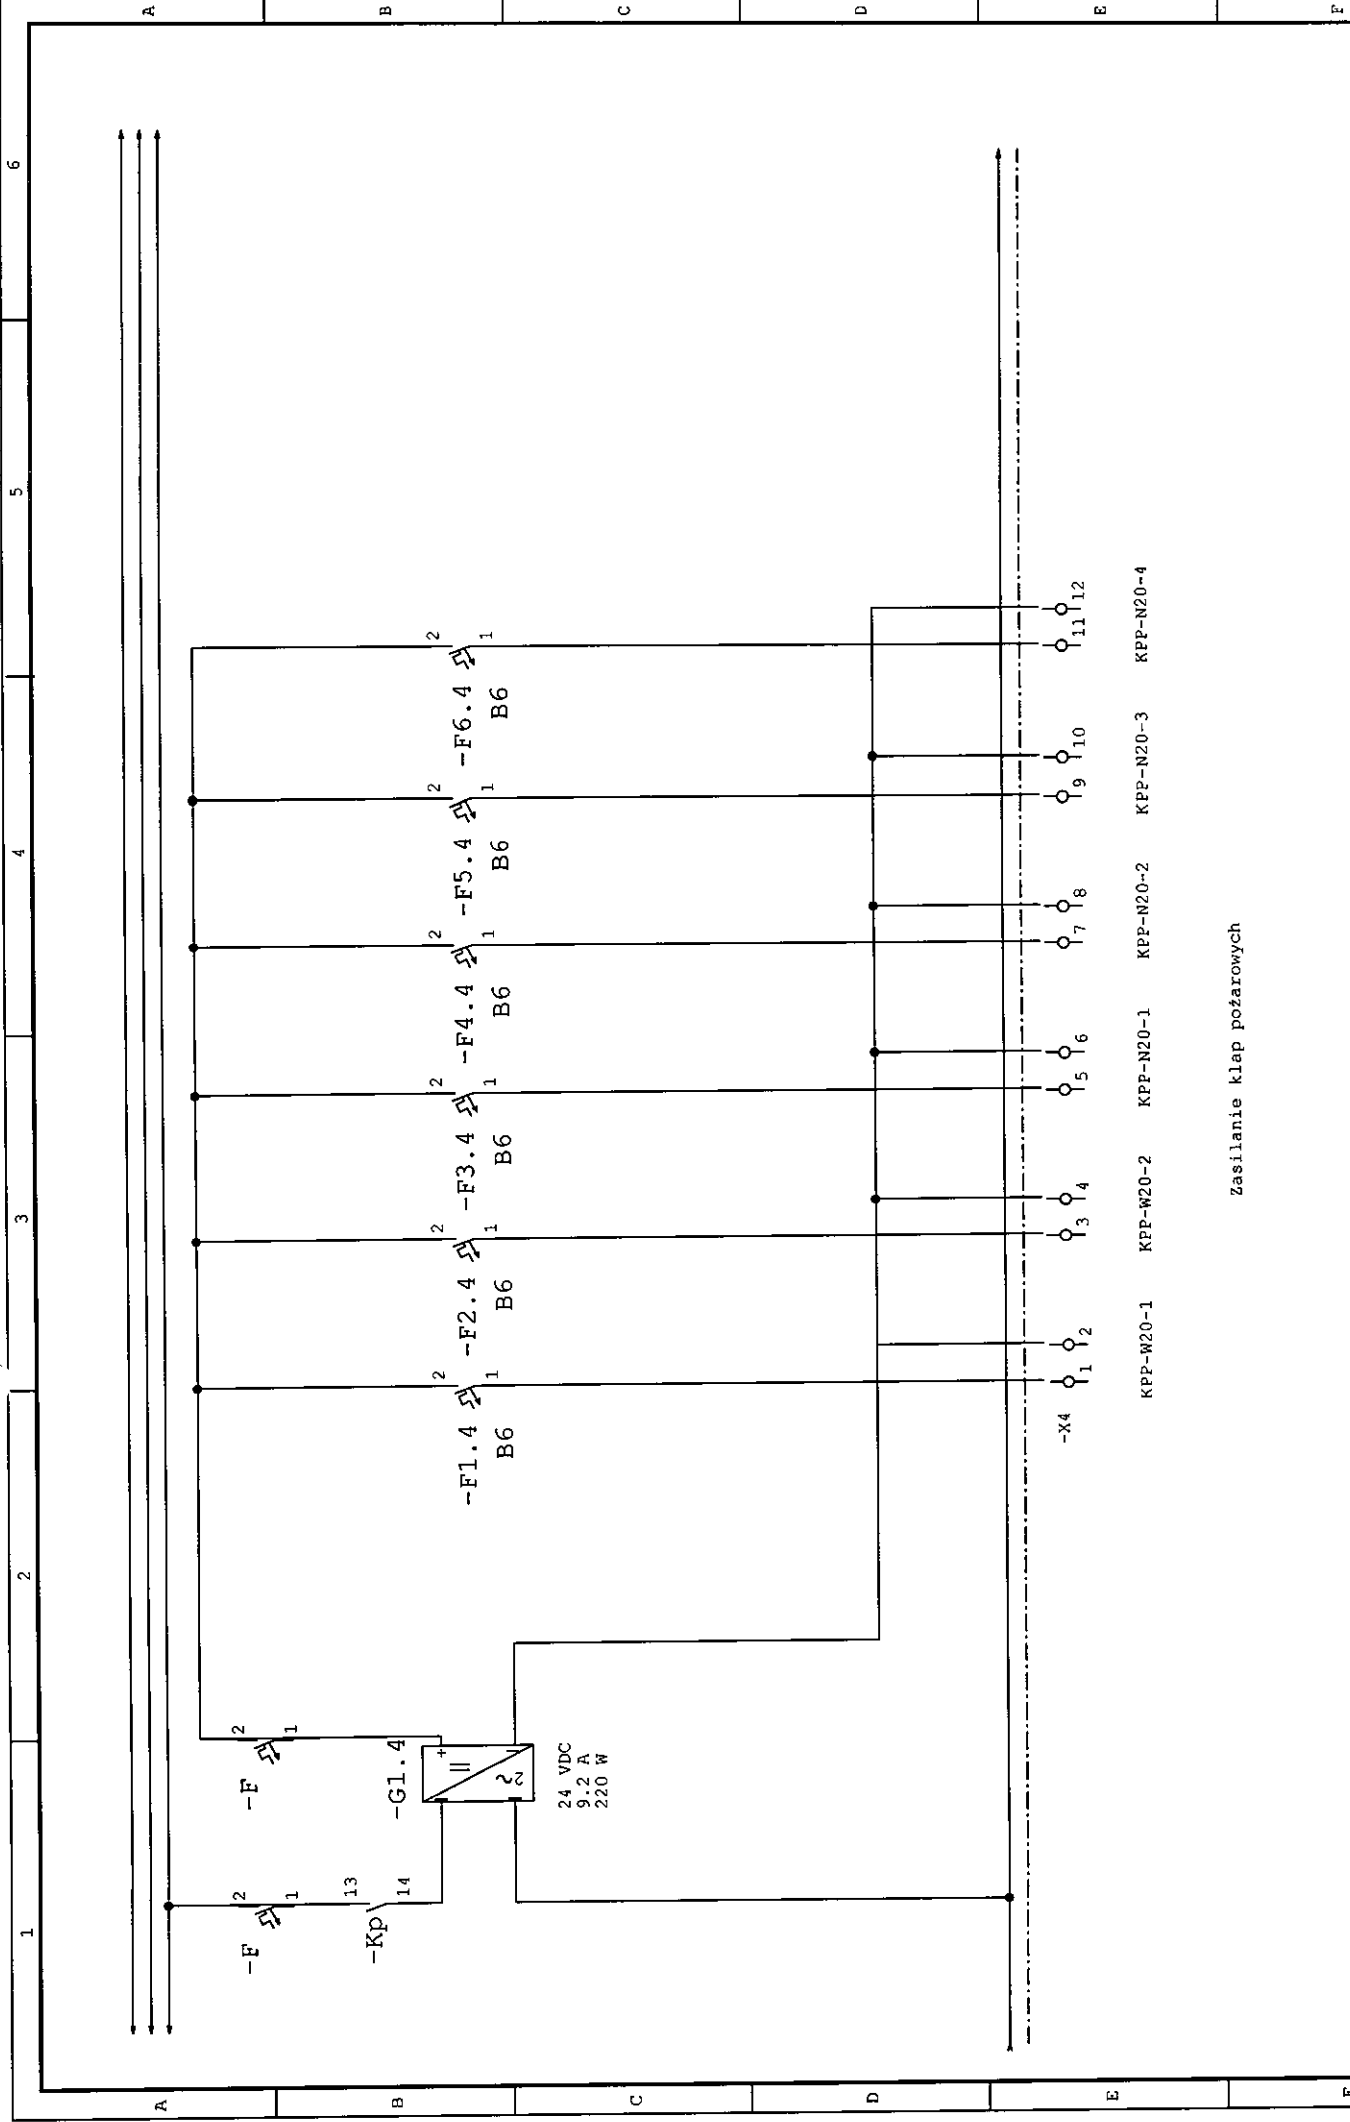 1 2 3 4 5 6
A A
B B
C C
D D
E E
F F
-F 2 1
-Kp 13 14
-F 2 1
-G1.4
+ -
= ~
24 VDC
9.2 A
220 W
-F1.4 2 1
B6
-F2.4 2 1
B6
-F3.4 2 1
B6
-F4.4 2 1
B6
-F5.4 2 1
B6
-F6.4 2 1
B6
-X4 1 2 3 4 5 6 7 8 9 10 11 12
KPP-W20-1 KPP-W20-2 KPP-N20-1 KPP-N20-2 KPP-N20-3 KPP-N20-4
Zasilanie klap pożarowych